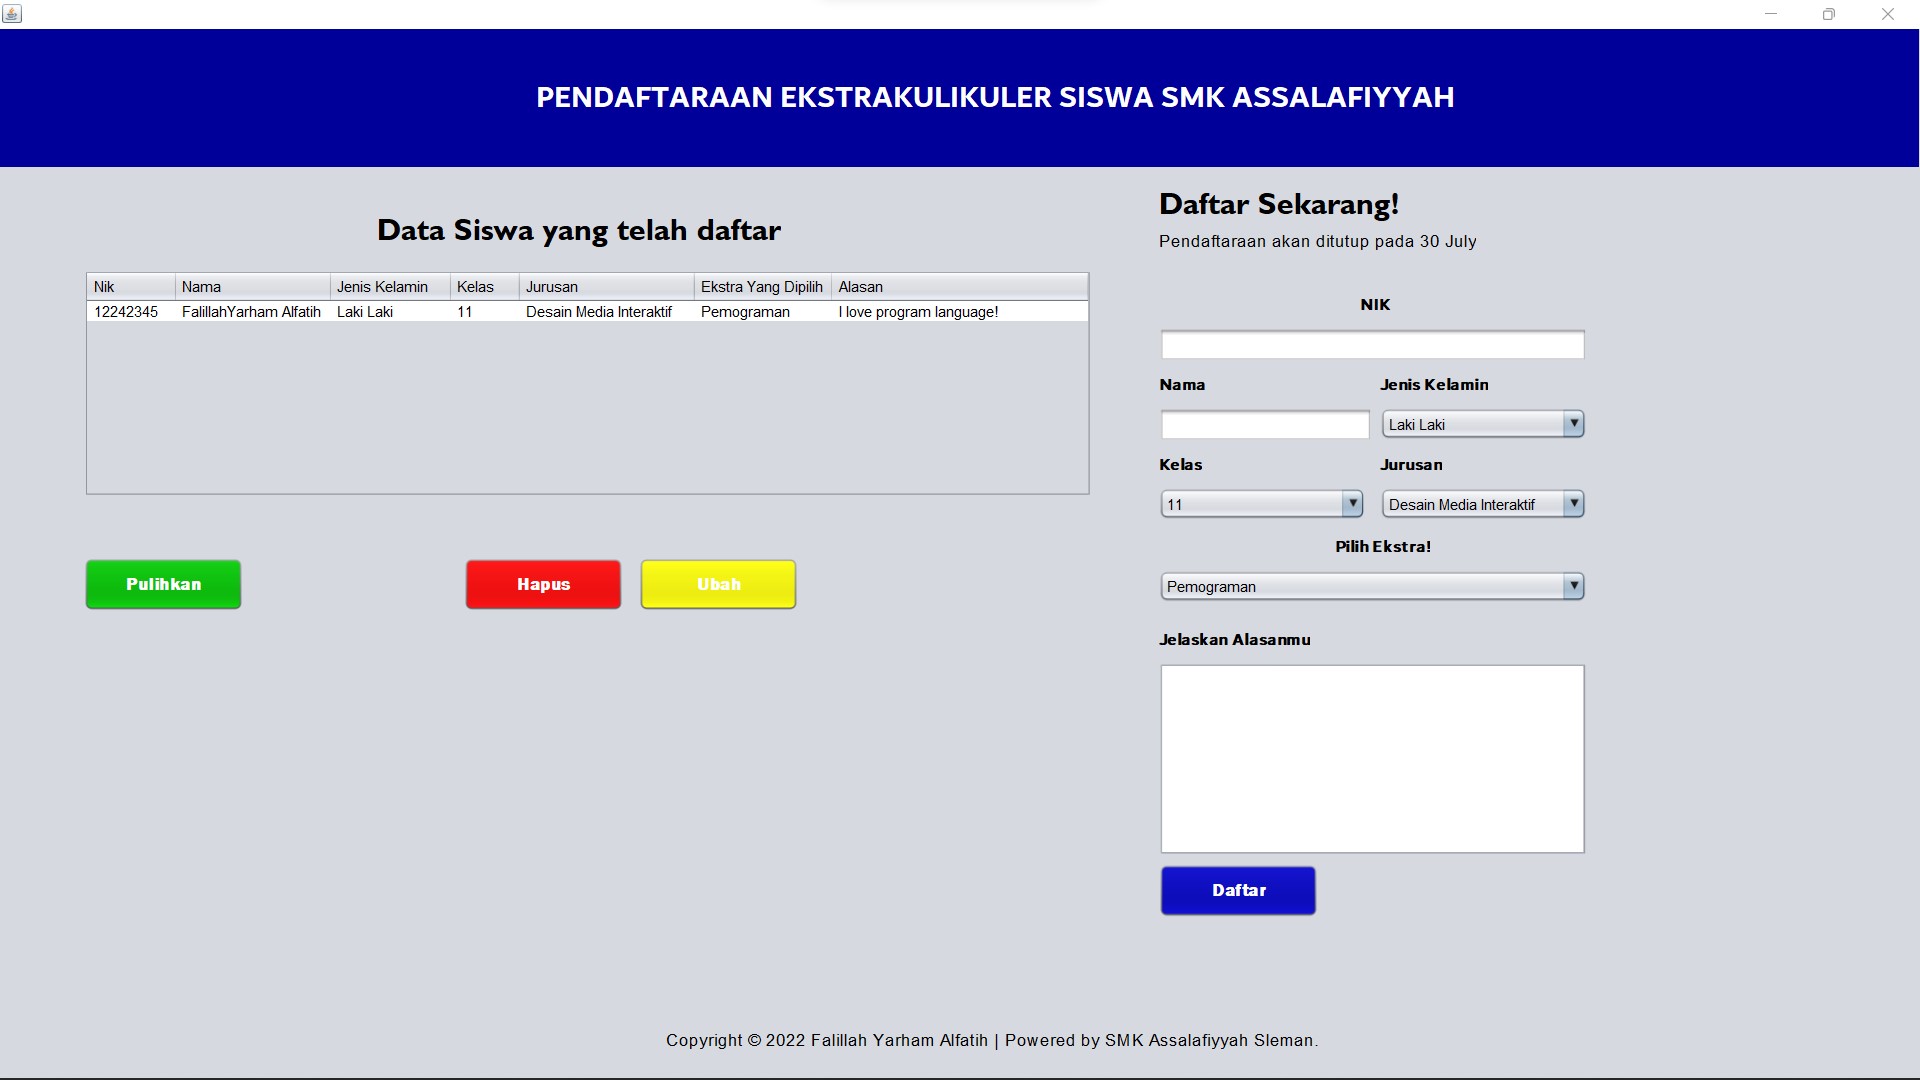 PENDAFTARAAN EKSTRAKULIKULER SISWA SMK ASSALAFIYYAH
Data Siswa yang telah daftar
Nik Nama Jenis Kelamin Kelas Jurusan Ekstra Yang Dipilih Alasan
12242345 FalillahYarham Alfatih Laki Laki 11 Desain Media Interaktif Pemograman I love program language!
Pulihkan Hapus Ubah
Daftar Sekarang!
Pendaftaraan akan ditutup pada 30 July
NIK
Nama Jenis Kelamin
Laki Laki
Kelas Jurusan
11 Desain Media Interaktif
Pilih Ekstra!
Pemograman
Jelaskan Alasanmu
Daftar
Copyright © 2022 Falillah Yarham Alfatih | Powered by SMK Assalafiyyah Sleman.